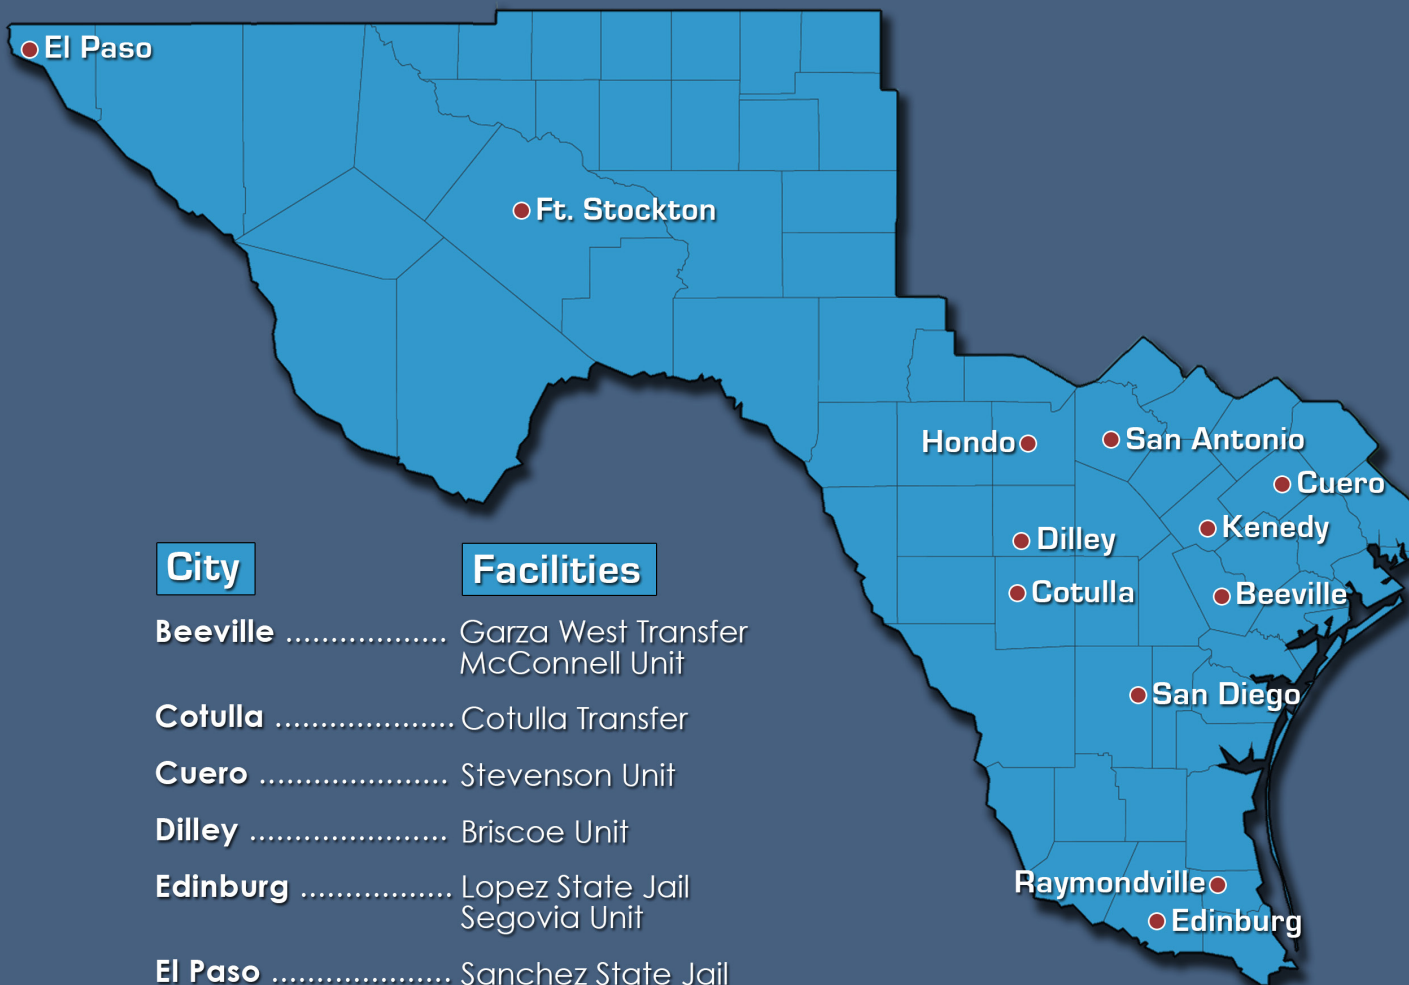 El Paso
Ft. Stockton
Hondo
San Antonio
Cuero
Kenedy
Dilley
Cotulla
Beeville
San Diego
Raymondville
Edinburg
City Facilities
Beeville .................. Garza West Transfer
McConnell Unit
Cotulla .................... Cotulla Transfer
Cuero ..................... Stevenson Unit
Dilley ...................... Briscoe Unit
Edinburg ................. Lopez State Jail
Segovia Unit
El Paso .................... Sanchez State Jail